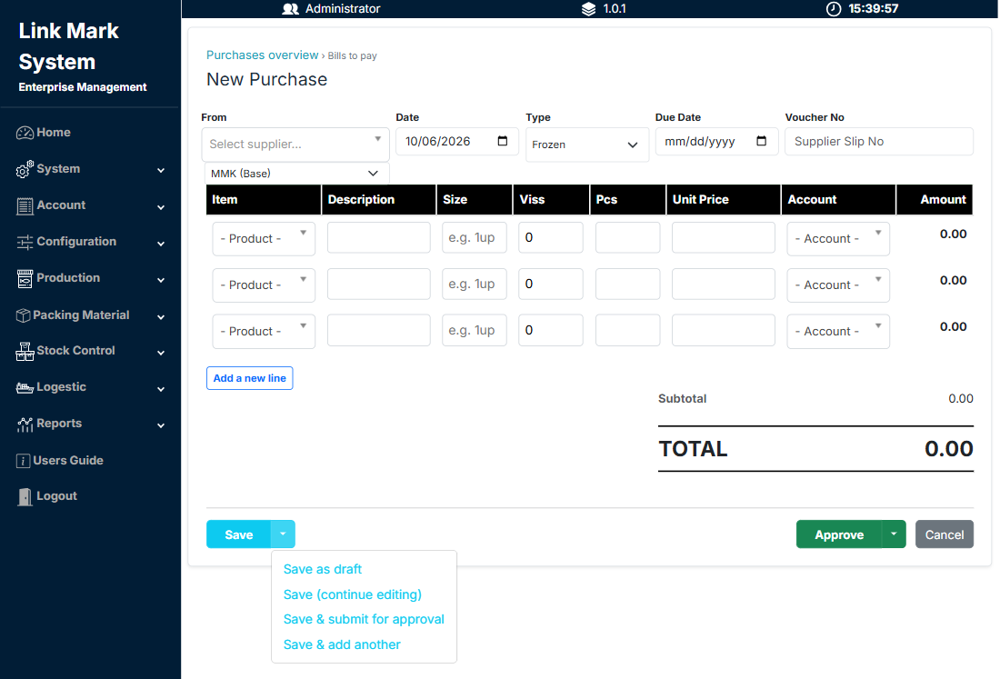 Link Mark
System
Enterprise Management
Home
System
Account
Configuration
Production
Packing Material
Stock Control
Logestic
Reports
Users Guide
Logout
Administrator 1.0.1 15:39:57
Purchases overview › Bills to pay
New Purchase
From Date Type Due Date Voucher No
Select supplier... 10/06/2026 Frozen mm/dd/yyyy Supplier Slip No
MMK (Base)
Item Description Size Viss Pcs Unit Price Account Amount
- Product - e.g. 1up 0 - Account - 0.00
- Product - e.g. 1up 0 - Account - 0.00
- Product - e.g. 1up 0 - Account - 0.00
Add a new line
Subtotal 0.00
TOTAL 0.00
Save Approve Cancel
Save as draft
Save (continue editing)
Save & submit for approval
Save & add another